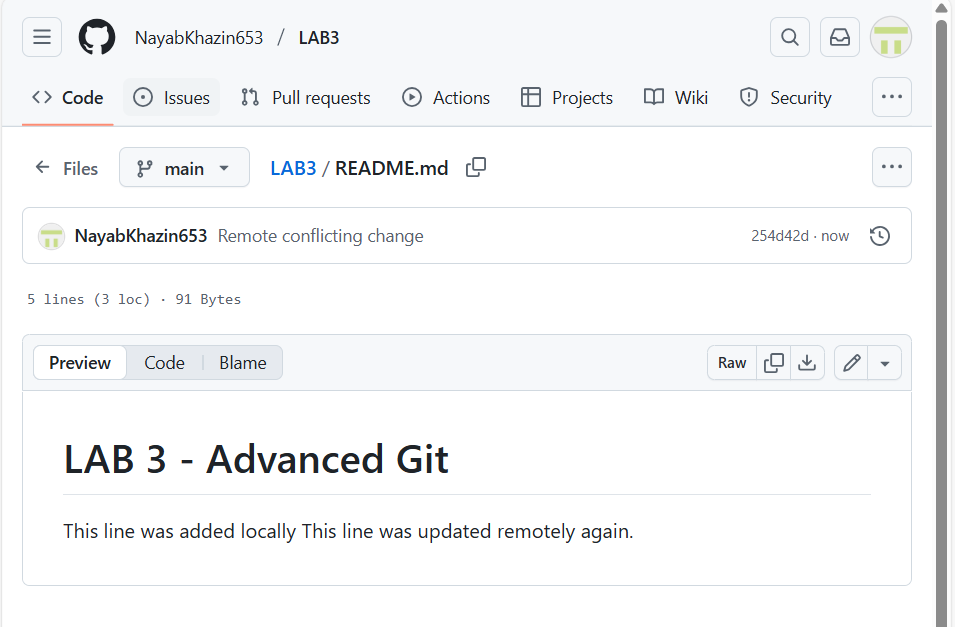 NayabKhazin653 / LAB3
Code Issues Pull requests Actions Projects Wiki Security
Files main LAB3 / README.md
NayabKhazin653 Remote conflicting change 254d42d · now
5 lines (3 loc) · 91 Bytes
Preview Code Blame Raw
LAB 3 - Advanced Git
This line was added locally This line was updated remotely again.